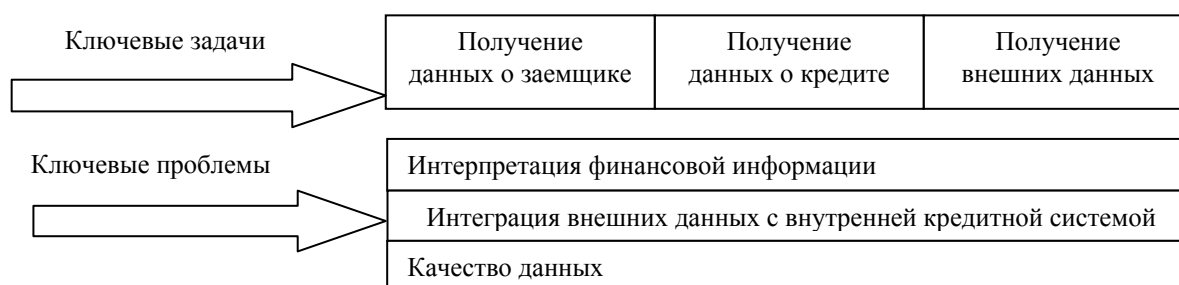 Ключевые задачи
Получение
данных о заемщике
Получение
данных о кредите
Получение
внешних данных
Ключевые проблемы
Интерпретация финансовой информации
Интеграция внешних данных с внутренней кредитной системой
Качество данных